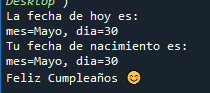 Desktop )
La fecha de hoy es:
mes=Mayo, dia=30
Tu fecha de nacimiento es:
mes=Mayo, dia=30
Feliz Cumpleaños 😊